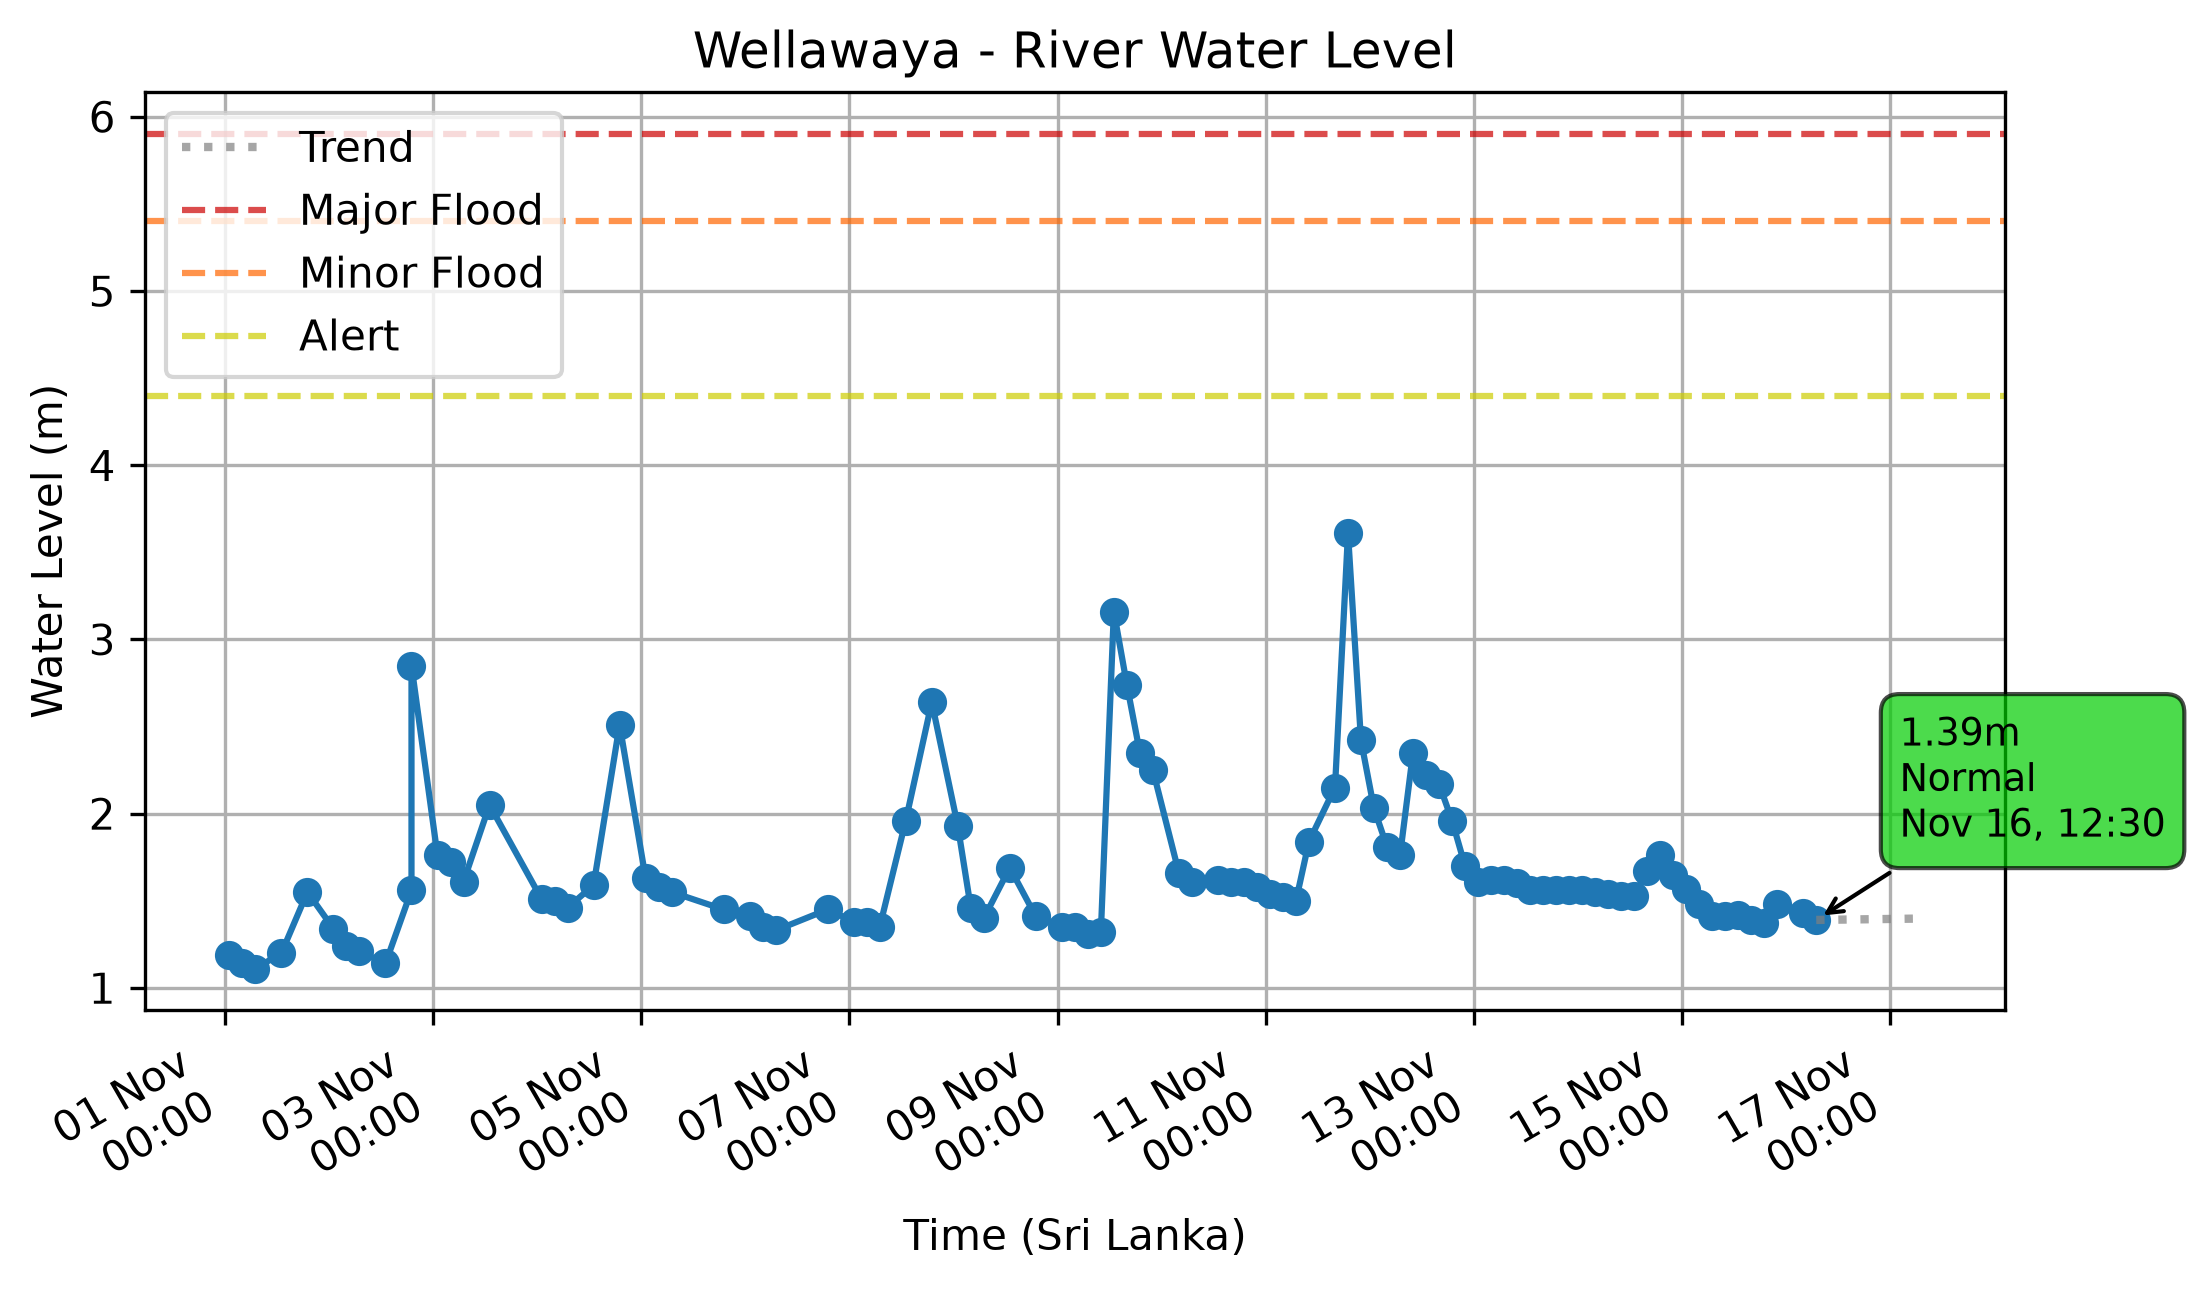 Wellawaya - River Water Level
6
5
4
3
2
1
Water Level (m)
Trend
Major Flood
Minor Flood
Alert
1.39m
Normal
Nov 16, 12:30
01 Nov
00:00
03 Nov
00:00
05 Nov
00:00
07 Nov
00:00
09 Nov
00:00
11 Nov
00:00
13 Nov
00:00
15 Nov
00:00
17 Nov
00:00
Time (Sri Lanka)